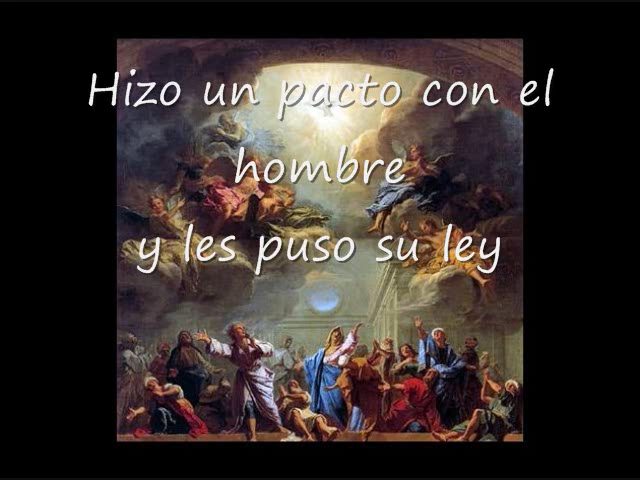 Hizo un pacto con el
hombre
y les puso su ley